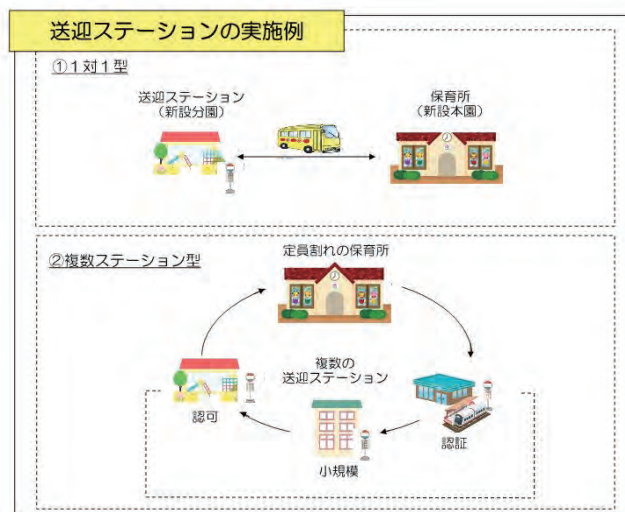 送迎ステーションの実施例
①1対1型
送迎ステーション
（新設分園）
保育所
（新設本園）
②複数ステーション型
定員割れの保育所
複数の
送迎ステーション
認可
小規模
認証